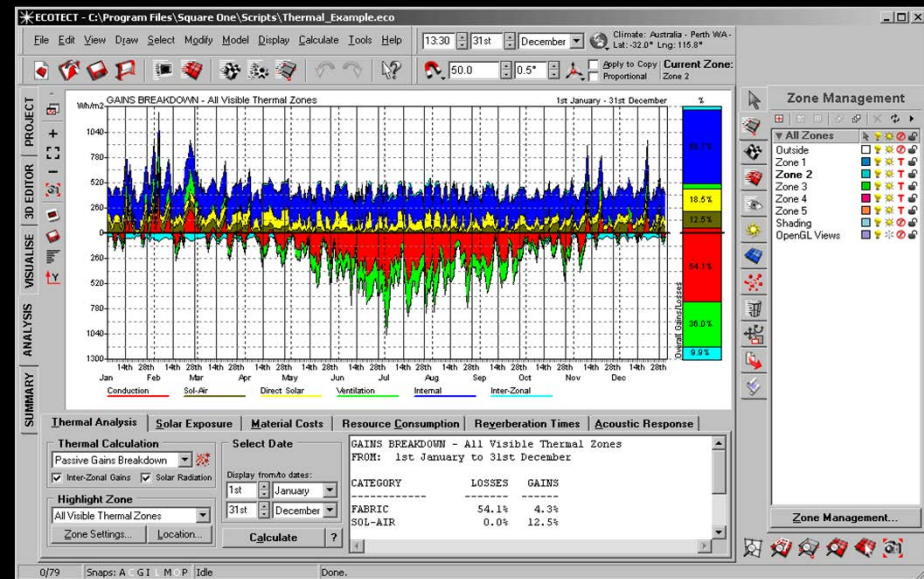 ECOTECT - C:\Program Files\Square One\Scripts\Thermal_Example.eco
File Edit View Draw Select Modify Model Display Calculate Tools Help
13:30 31st December
Climate: Australia - Perth WA-
Lat: -32.0° Lng: 115.8°
50.0 0.5°
Apply to Copy
Proportional
Current Zone:
Zone 2
PROJECT
3D EDITOR
VISUALISE
ANALYSIS
SUMMARY
Wh/m2 GAINS BREAKDOWN - All Visible Thermal Zones 1st January - 31st December %
1040
780
520
260
0
260
520
780
1040
1300
18.5%
12.5%
54.1%
36.0%
9.9%
Overall Gains/Losses
14th 28th 14th 28th 14th 28th 14th 28th 14th 28th 14th 28th 14th 28th 14th 28th 14th 28th 14th 28th 14th 28th 14th 28th
Jan Feb Mar Apr May Jun Jul Aug Sep Oct Nov Dec
Conduction Sol-Air Direct Solar Ventilation Internal Inter-Zonal
Thermal Analysis Solar Exposure Material Costs Resource Consumption Reverberation Times Acoustic Response
Thermal Calculation
Passive Gains Breakdown
Inter-Zonal Gains Solar Radiation
Highlight Zone
All Visible Thermal Zones
Zone Settings... Location...
Select Date
Display from/to dates:
1st January
31st December
Calculate ?
GAINS BREAKDOWN - All Visible Thermal Zones
FROM: 1st January to 31st December
CATEGORY LOSSES GAINS
------------ ------ ------
FABRIC 54.1% 4.3%
SOL-AIR 0.0% 12.5%
Zone Management
All Zones
Outside
Zone 1 T
Zone 2 T
Zone 3 T
Zone 4 T
Zone 5 T
Shading
OpenGL Views
Zone Management...
0/79 Snaps: A C G I L M O P Idle Done.